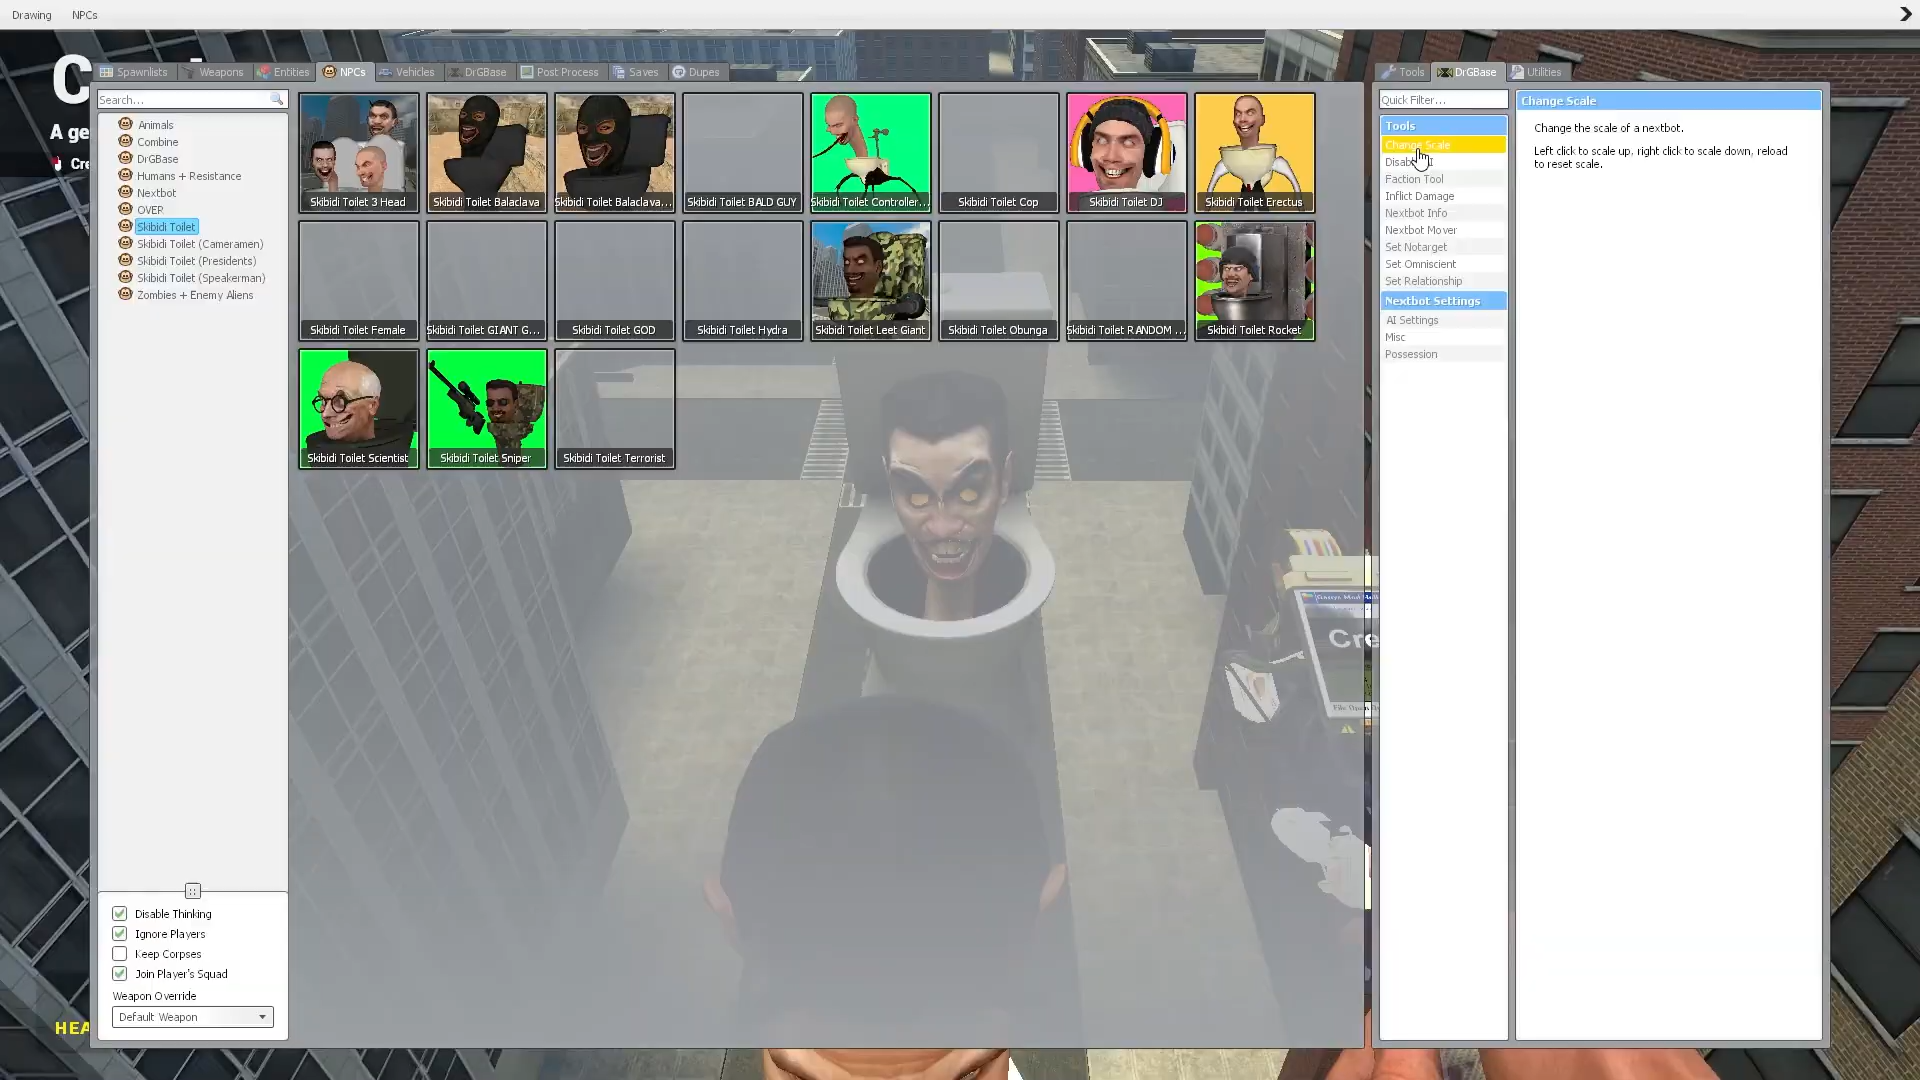 Drawing NPCs
C
A ge
Cre
Spawnlists Weapons Entities NPCs Vehicles DrGBase Post Process Saves Dupes
Search...
Animals
Combine
DrGBase
Humans + Resistance
Nextbot
OVER
Skibidi Toilet
Skibidi Toilet (Cameramen)
Skibidi Toilet (Presidents)
Skibidi Toilet (Speakerman)
Zombies + Enemy Aliens
Skibidi Toilet 3 Head
Skibidi Toilet Balaclava
Skibidi Toilet Balaclava...
Skibidi Toilet BALD GUY
Skibidi Toilet Controller...
Skibidi Toilet Cop
Skibidi Toilet DJ
Skibidi Toilet Erectus
Skibidi Toilet Female
Skibidi Toilet GIANT G...
Skibidi Toilet GOD
Skibidi Toilet Hydra
Skibidi Toilet Leet Giant
Skibidi Toilet Obunga
Skibidi Toilet RANDOM ...
Skibidi Toilet Rocket
Skibidi Toilet Scientist
Skibidi Toilet Sniper
Skibidi Toilet Terrorist
Disable Thinking
Ignore Players
Keep Corpses
Join Player's Squad
Weapon Override
Default Weapon
HEA
Cre
Tools DrGBase Utilities
Quick Filter...
Tools
Change Scale
Disab I
Faction Tool
Inflict Damage
Nextbot Info
Nextbot Mover
Set Notarget
Set Omniscient
Set Relationship
Nextbot Settings
AI Settings
Misc
Possession
Change Scale
Change the scale of a nextbot.
Left click to scale up, right click to scale down, reload
to reset scale.